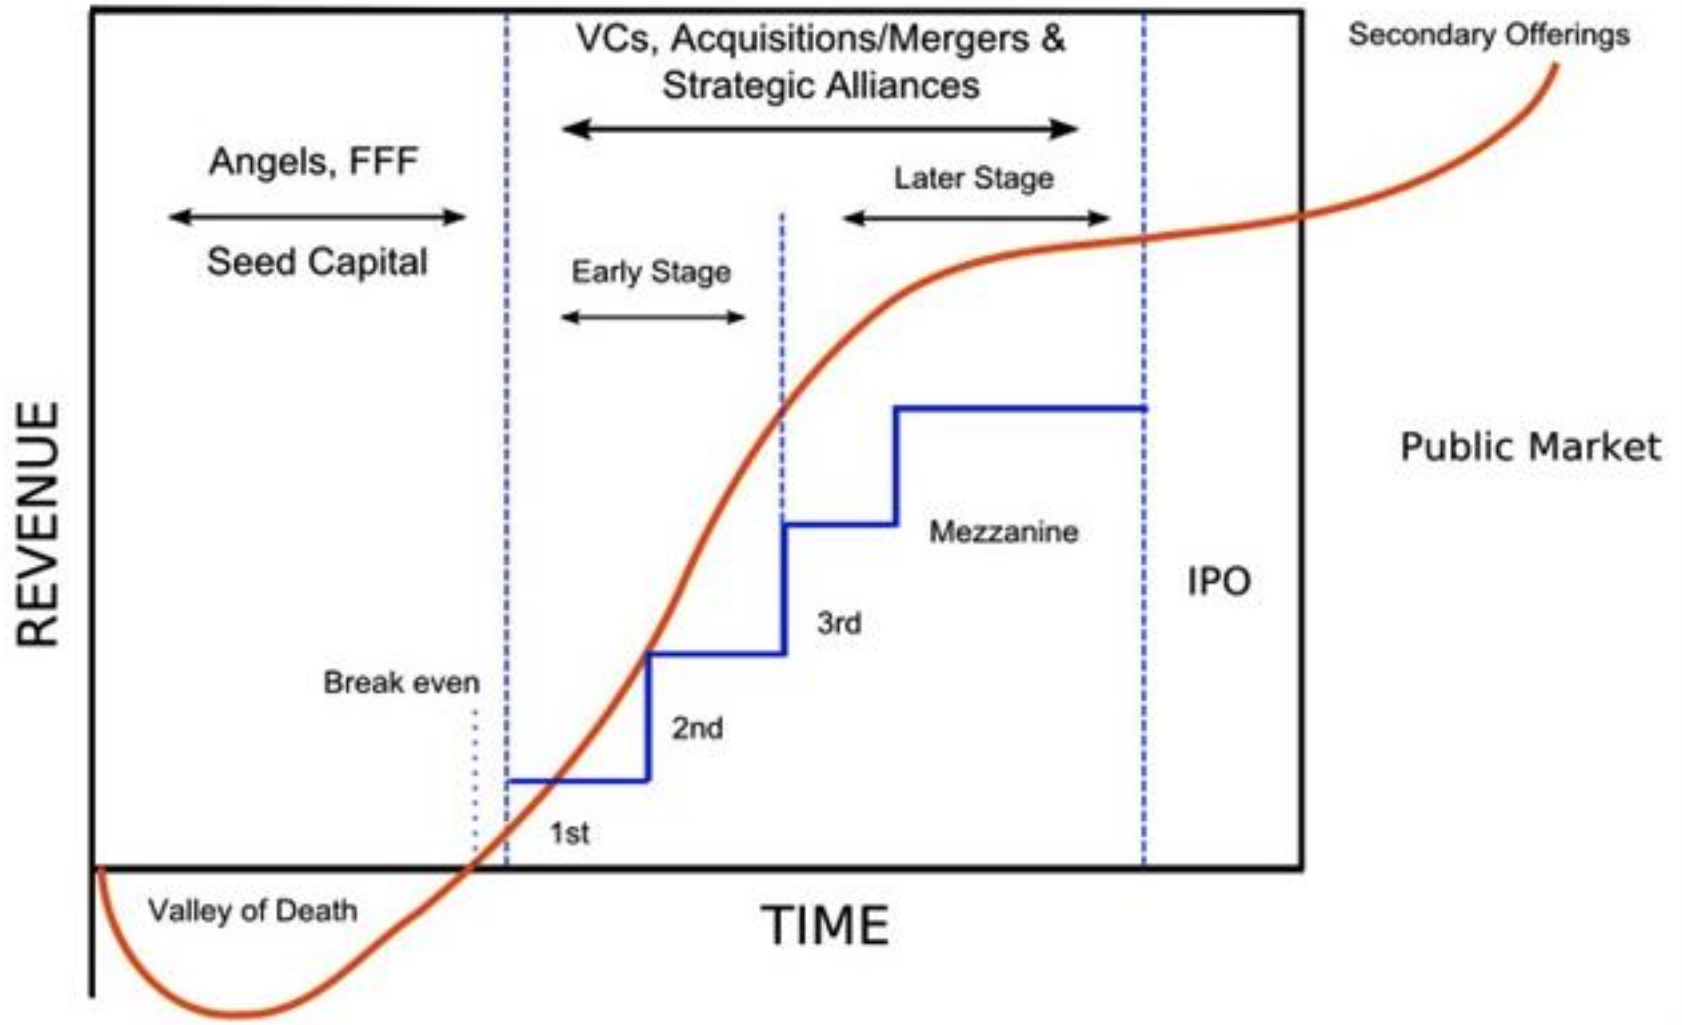 VCs, Acquisitions/Mergers &
Strategic Alliances
Secondary Offerings
Angels, FFF
Seed Capital
Later Stage
Early Stage
REVENUE
Public Market
Mezzanine
IPO
3rd
Break even
2nd
1st
Valley of Death
TIME